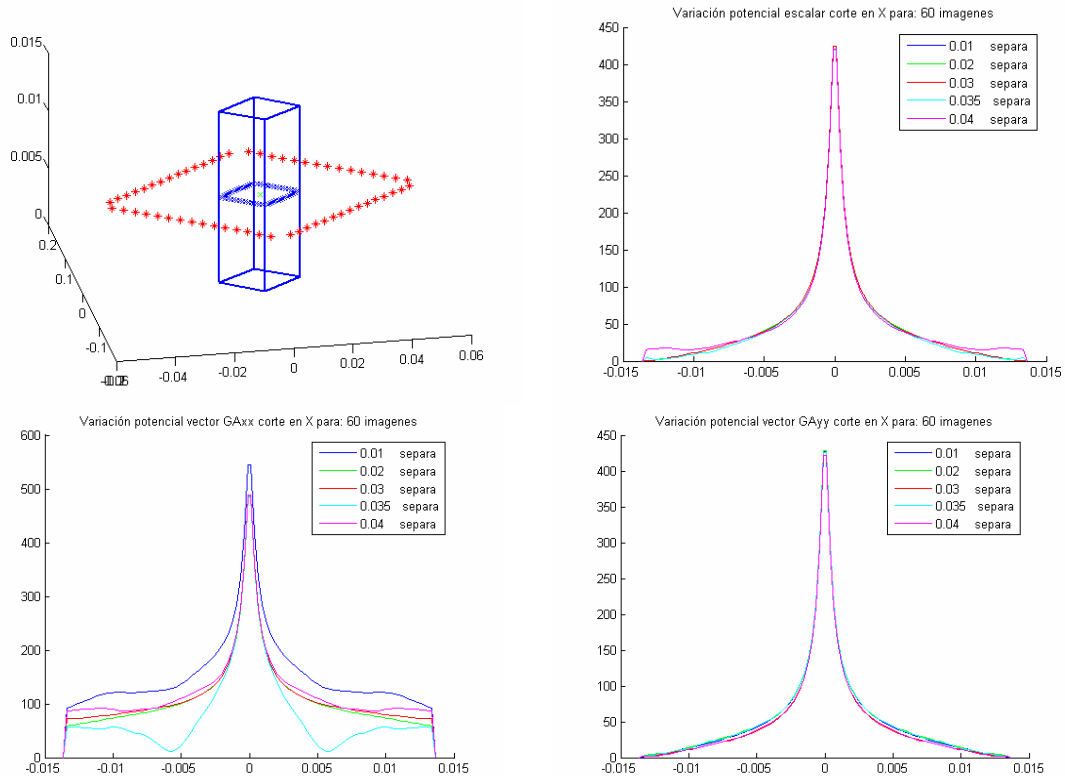 0.015
0.01
0.005
0
0.2
0.1
0
-0.1
-0.06
-0.04
-0.02
0
0.02
0.04
0.06
Variación potencial escalar corte en X para: 60 imagenes
450
400
350
300
250
200
150
100
50
0
0.01 separa
0.02 separa
0.03 separa
0.035 separa
0.04 separa
-0.015 -0.01 -0.005 0 0.005 0.01 0.015
Variación potencial vector GAxx corte en X para: 60 imagenes
600
500
400
300
200
100
0
0.01 separa
0.02 separa
0.03 separa
0.035 separa
0.04 separa
-0.015 -0.01 -0.005 0 0.005 0.01 0.015
Variación potencial vector GAyy corte en X para: 60 imagenes
450
400
350
300
250
200
150
100
50
0
0.01 separa
0.02 separa
0.03 separa
0.035 separa
0.04 separa
-0.015 -0.01 -0.005 0 0.005 0.01 0.015